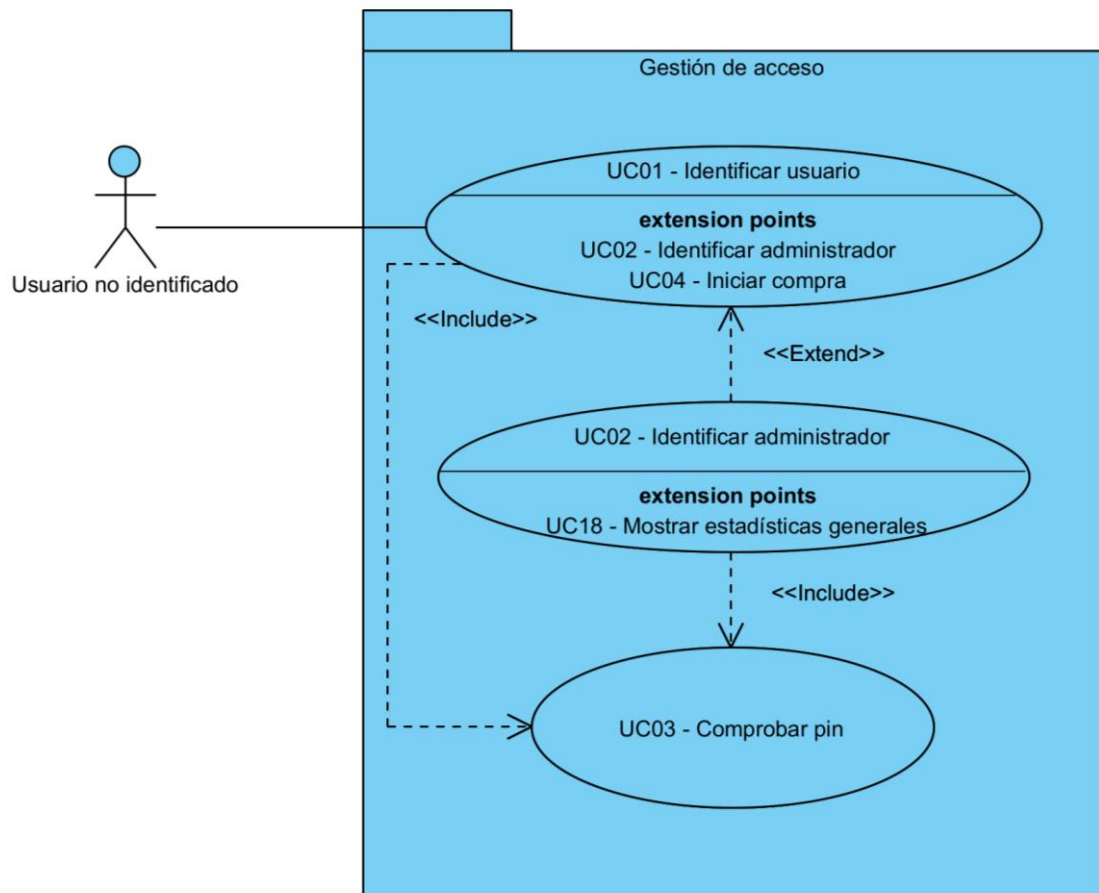 Gestión de acceso
UC01 - Identificar usuario
extension points
UC02 - Identificar administrador
UC04 - Iniciar compra
Usuario no identificado
<<Include>>
<<Extend>>
UC02 - Identificar administrador
extension points
UC18 - Mostrar estadísticas generales
<<Include>>
UC03 - Comprobar pin